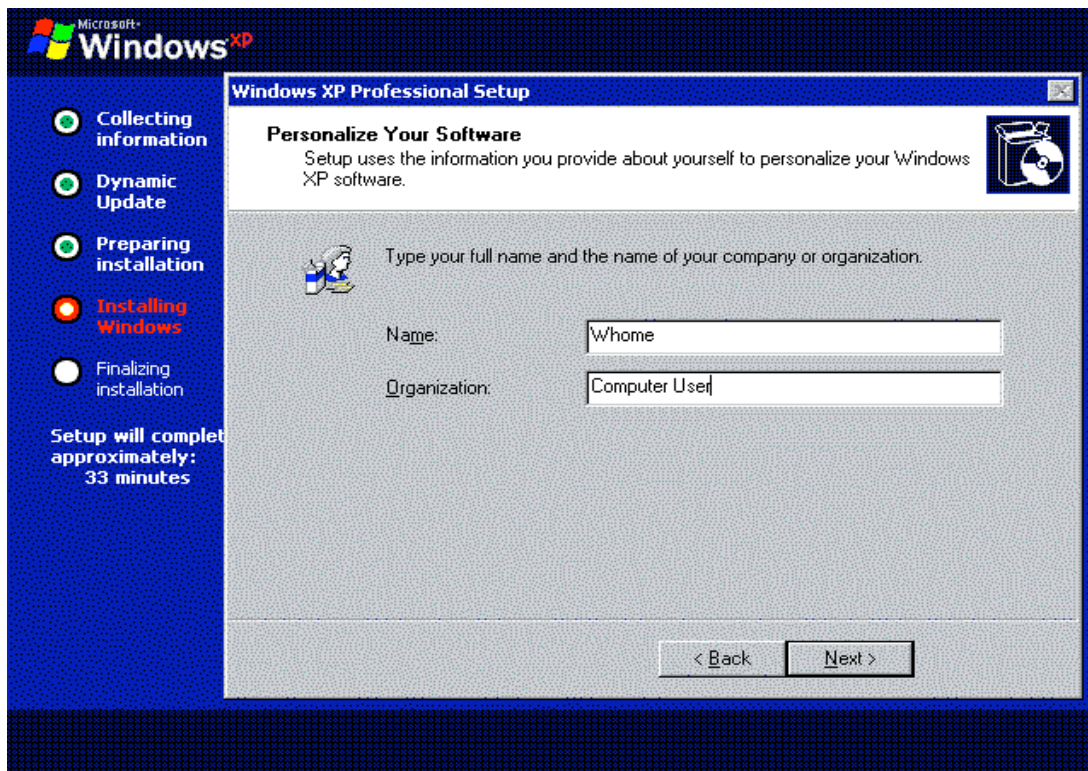 Microsoft
Windows xp
Windows XP Professional Setup
Collecting
information
Dynamic
Update
Preparing
installation
Installing
Windows
Finalizing
installation
Setup will complet
approximately:
33 minutes
Personalize Your Software
Setup uses the information you provide about yourself to personalize your Windows
XP software.
Type your full name and the name of your company or organization.
Name:
Whome
Organization:
Computer User
< Back
Next >